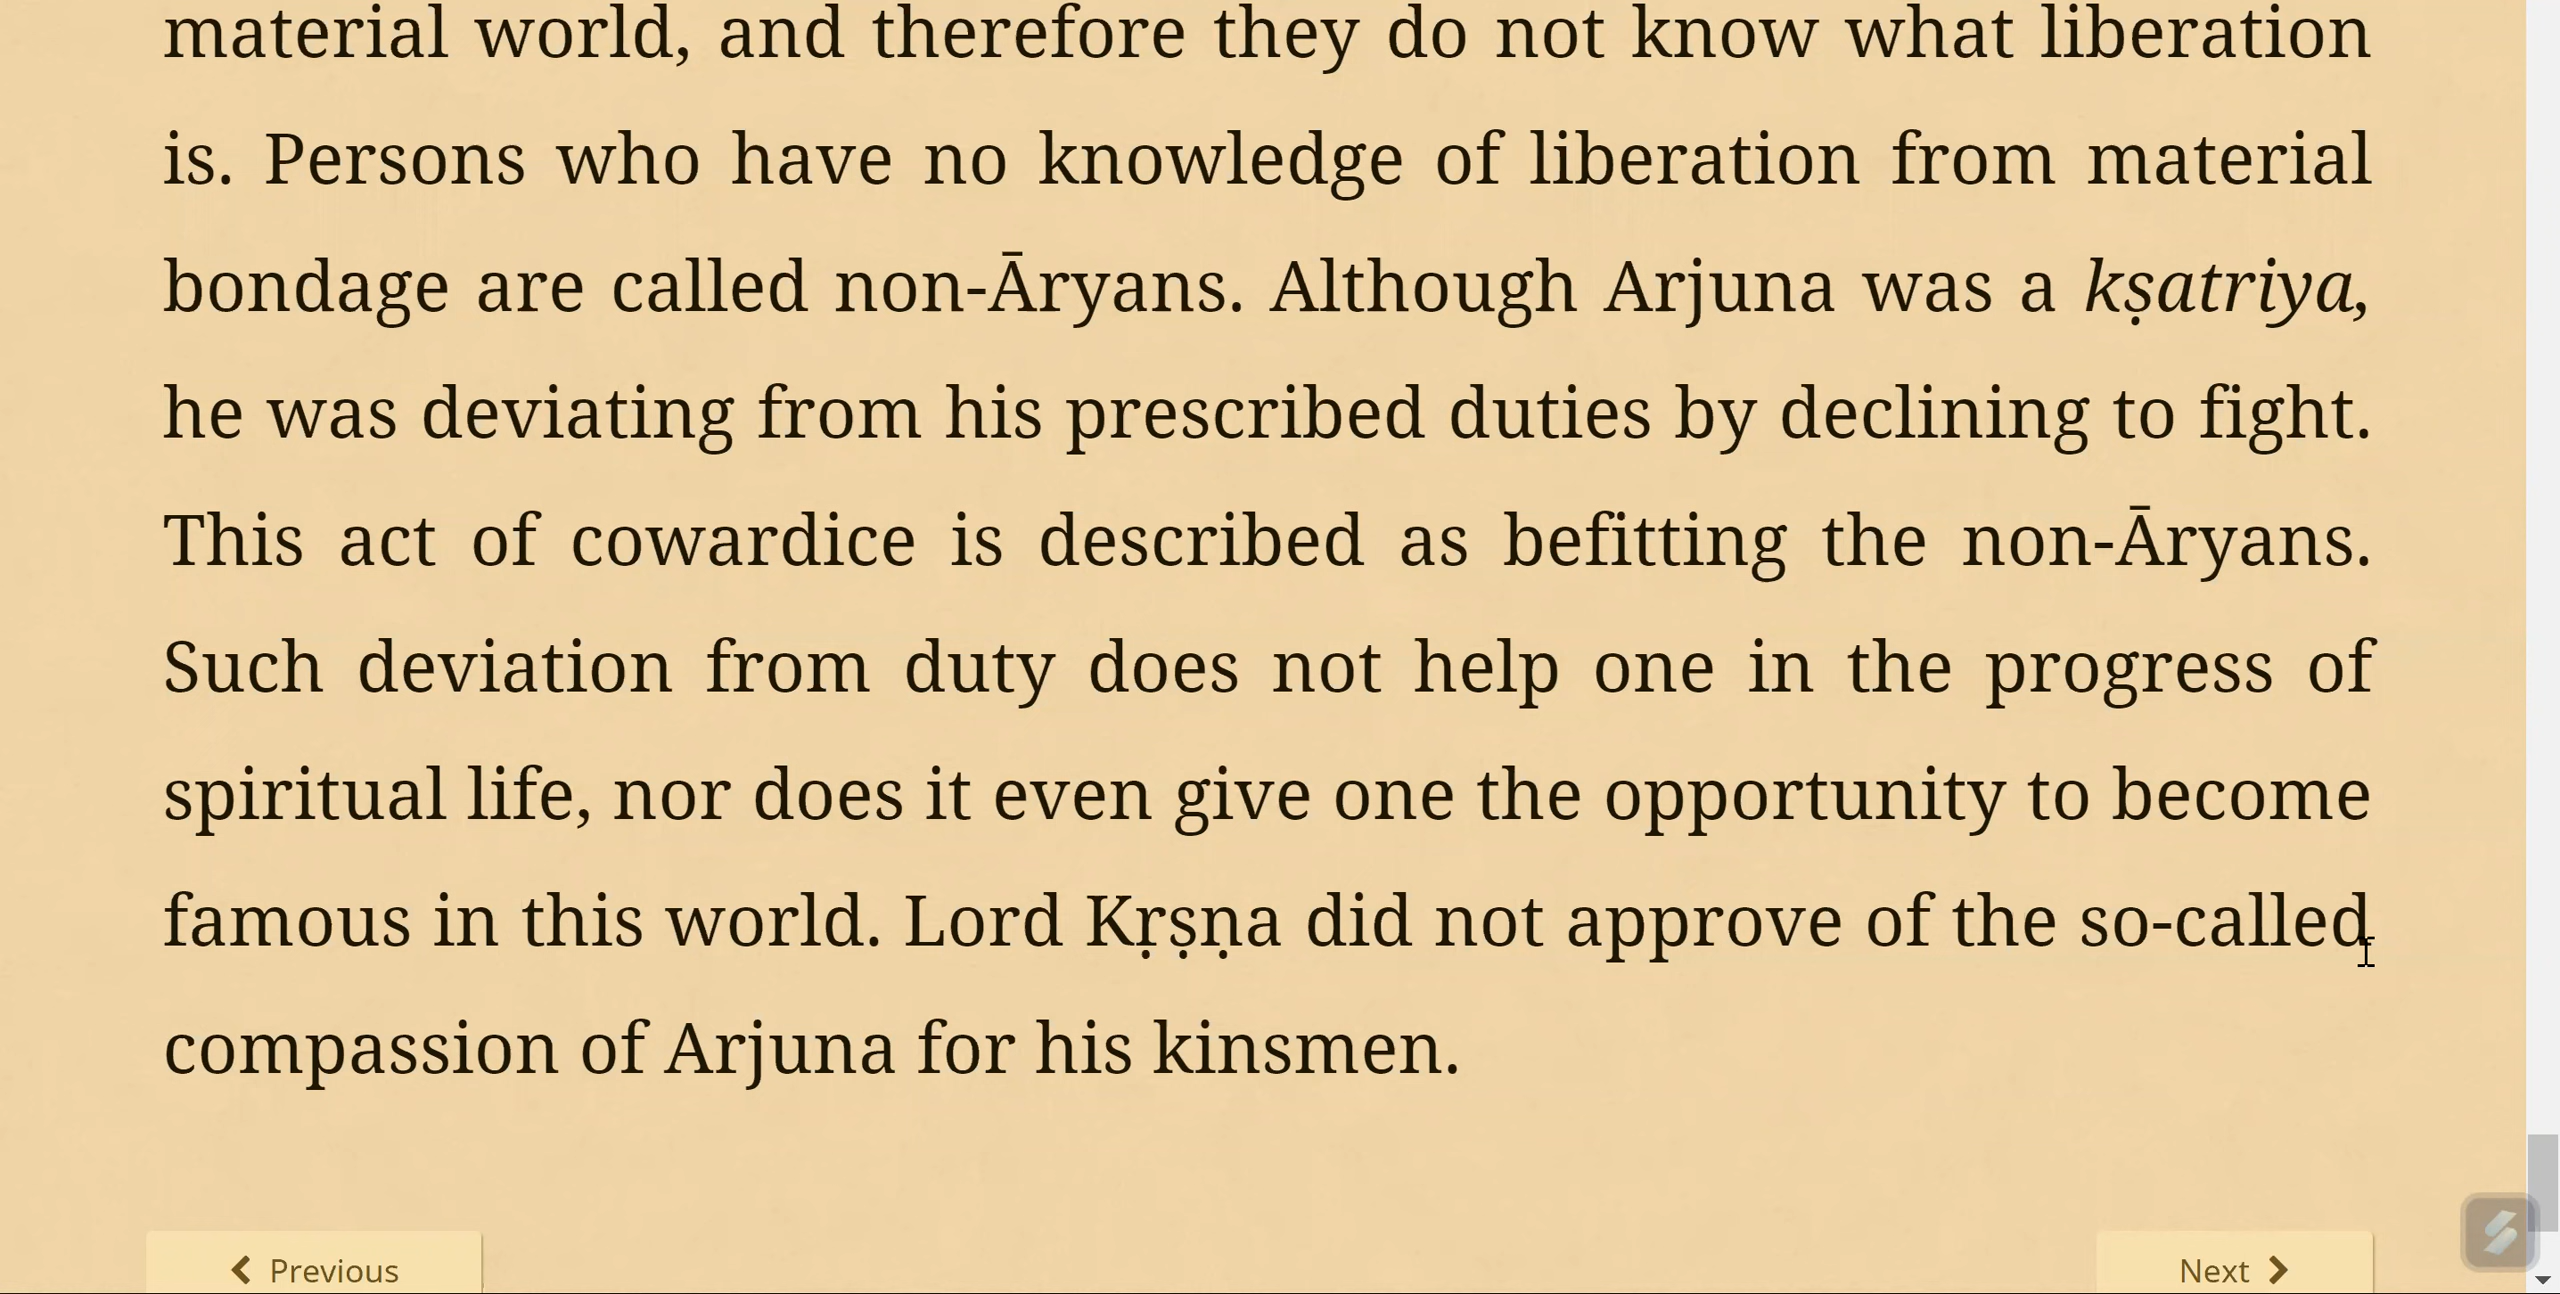 material world, and therefore they do not know what liberation
is. Persons who have no knowledge of liberation from material
bondage are called non-Āryans. Although Arjuna was a kṣatriya,
he was deviating from his prescribed duties by declining to fight.
This act of cowardice is described as befitting the non-Āryans.
Such deviation from duty does not help one in the progress of
spiritual life, nor does it even give one the opportunity to become
famous in this world. Lord Kṛṣṇa did not approve of the so-called
compassion of Arjuna for his kinsmen.
Previous
Next